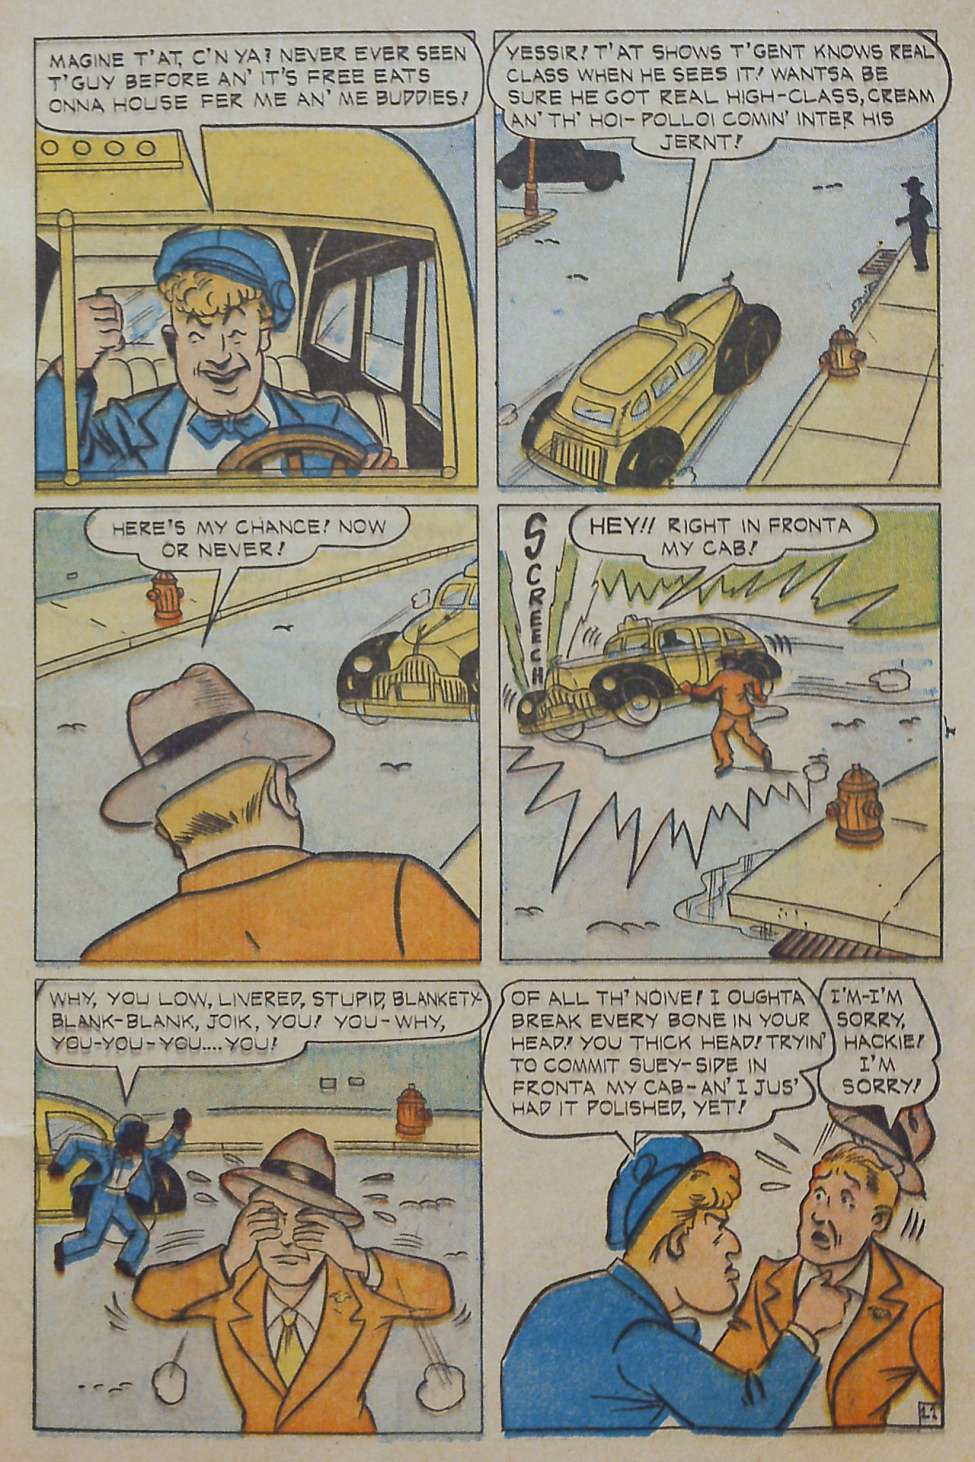 MAGINE T'AT, C'N YA? NEVER EVER SEEN
T'GUY BEFORE AN' IT'S FREE EATS
ONNA HOUSE FER ME AN' ME BUDDIES!
YESSIR! T'AT SHOWS T'GENT KNOWS REAL
CLASS WHEN HE SEES IT! WANTSA BE
SURE HE GOT REAL HIGH-CLASS, CREAM
AN' TH' HOI-POLLOI COMIN' INTER HIS
JERNT!
HERE'S MY CHANCE! NOW
OR NEVER!
SCREECH
HEY!! RIGHT IN FRONTA
MY CAB!
WHY, YOU LOW, LIVERED, STUPID, BLANKETY-
BLANK-BLANK, JOIK, YOU! YOU-WHY,
YOU-YOU-YOU....YOU!
OF ALL TH' NOIVE! I OUGHTA
BREAK EVERY BONE IN YOUR
HEAD! YOU THICK HEAD! TRYIN'
TO COMMIT SUEY-SIDE IN
FRONTA MY CAB-AN' I JUS'
HAD IT POLISHED, YET!
I'M-I'M
SORRY,
HACKIE!
I'M
SORRY!
11